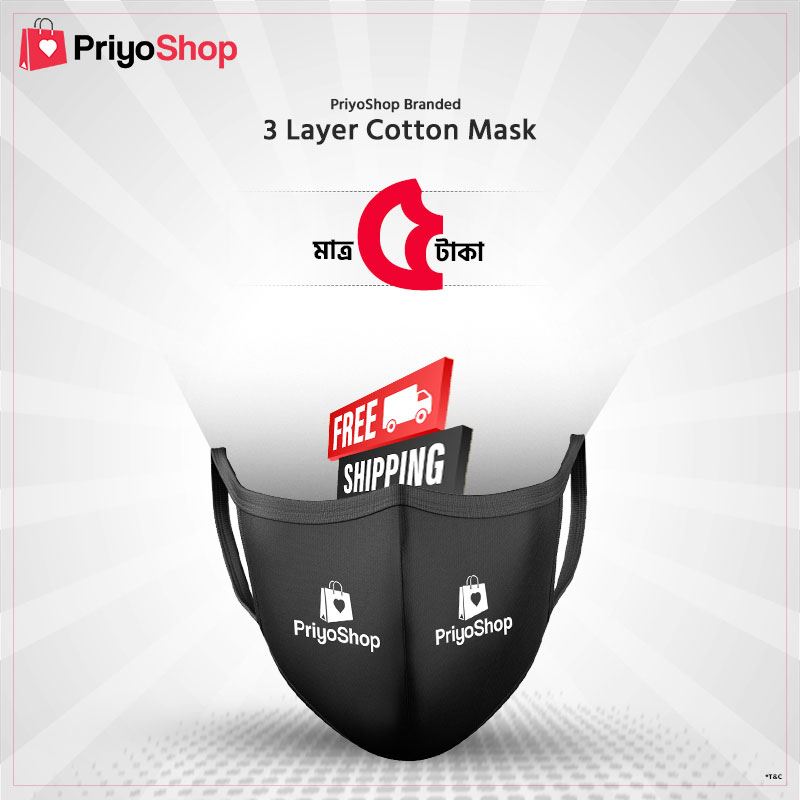 PriyoShop
PriyoShop Branded
3 Layer Cotton Mask
মাত্র ৫ টাকা
FREE
SHIPPING
PriyoShop
PriyoShop
*T&C